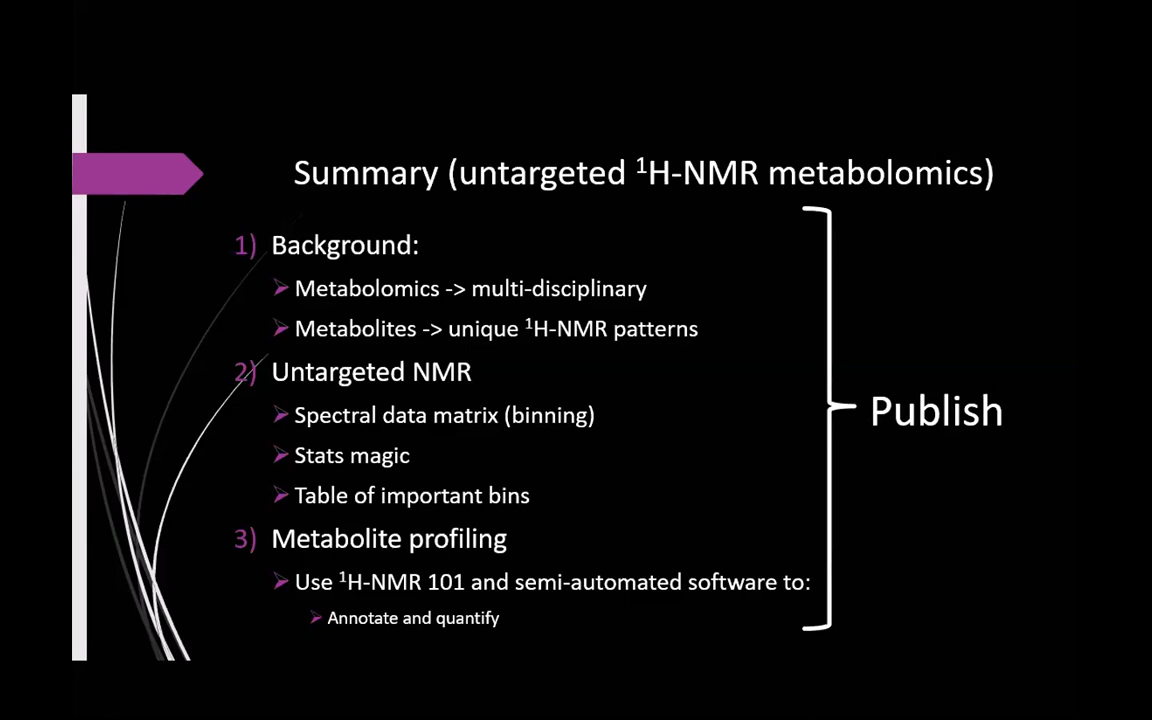 Summary (untargeted ¹H-NMR metabolomics)
1) Background:
Metabolomics -> multi-disciplinary
Metabolites -> unique ¹H-NMR patterns
2) Untargeted NMR
Spectral data matrix (binning)
Stats magic
Table of important bins
3) Metabolite profiling
Use ¹H-NMR 101 and semi-automated software to:
Annotate and quantify
Publish